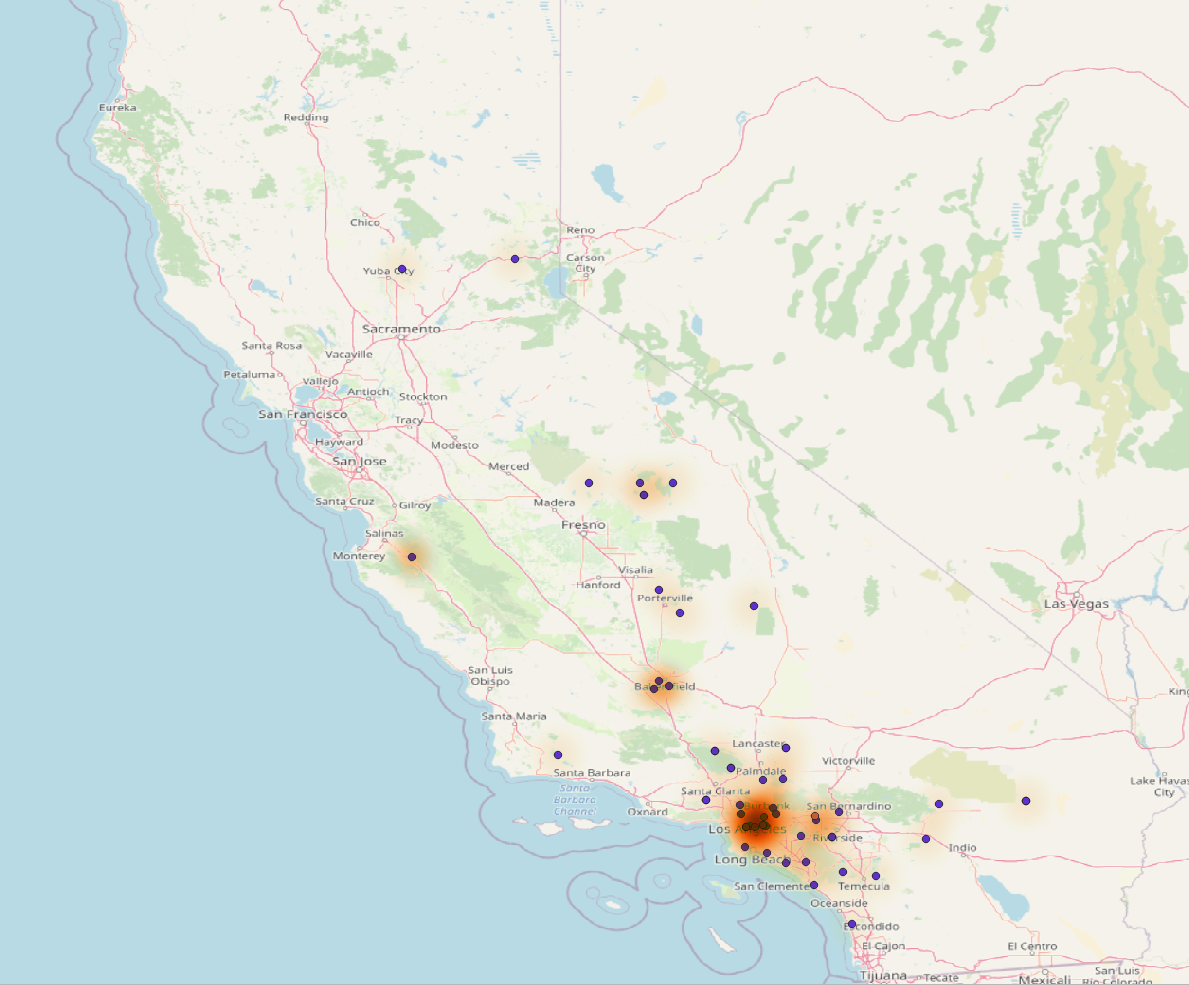 Eureka
Redding
Chico
Reno
Carson
City
Yuba City
Sacramento
Santa Rosa
Vacaville
Petaluma
Vallejo
Antioch
Stockton
San Francisco
Tracy
Hayward
Modesto
San Jose
Merced
Santa Cruz
Gilroy
Madera
Fresno
Salinas
Monterey
Visalia
Hanford
Porterville
Las Vegas
San Luis
Obispo
Bakersfield
King
Santa Maria
Lancaster
Victorville
Santa Barbara
Palmdale
Lake Havas
City
Santa
Barbara
Channel
Santa Clarita
Oxnard
Burbank
San Bernardino
Los Angeles
Riverside
Indio
Long Beach
San Clemente
Temecula
Oceanside
Escondido
El Cajon
El Centro
Tijuana
Tecate
Mexicali
San Luis
Río Colorado